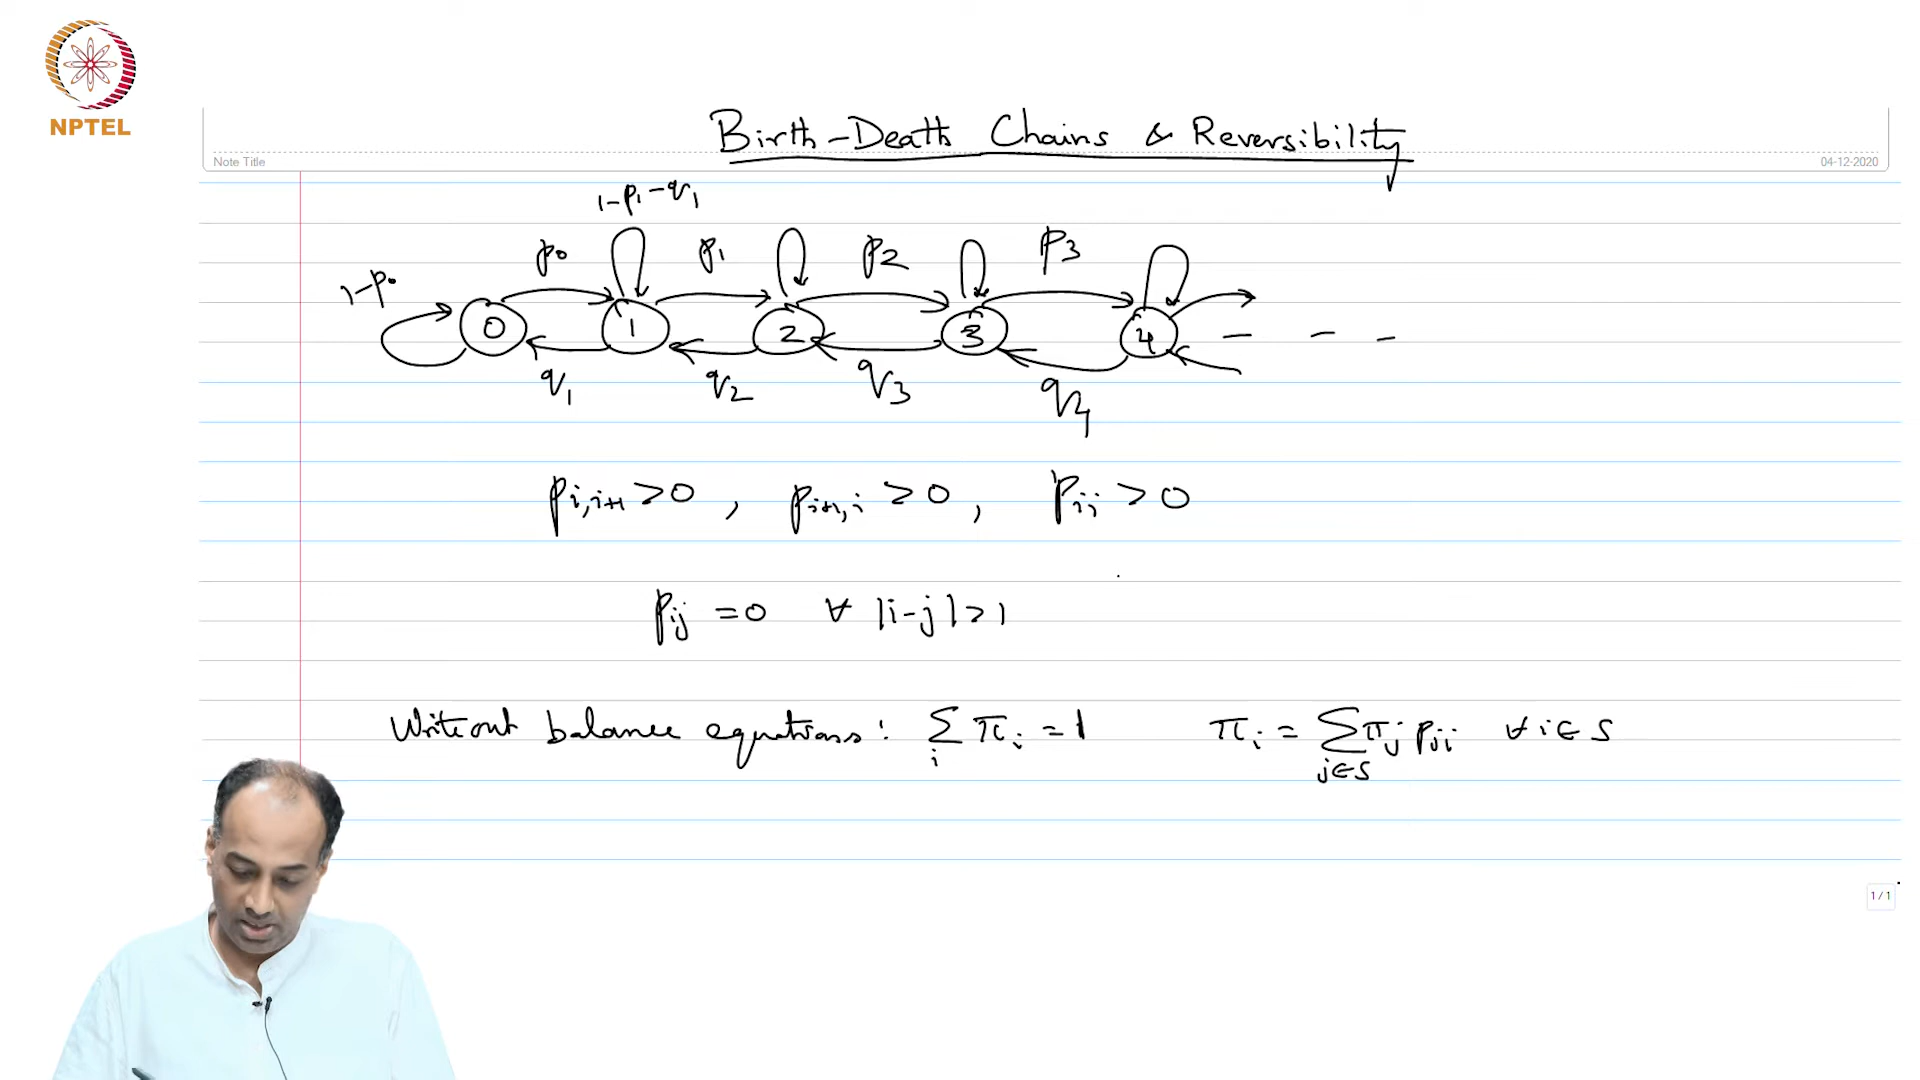 NPTEL
Birth-Death Chains & Reversibility
Note Title
04-12-2020
1-p₁-q₁
1-p₀ p₀ p₁ p₂ p₃
0 1 2 3 4 - - -
q₁ q₂ q₃ q₄
p_{i,i+1} >0 , p_{i+1,i} >0 , P_{ii} >0
p_{ij} =0 ∀ |i-j|>1
Write out balance equations: ∑_i π_i =1 π_i = ∑_{j∈S} π_j p_{ji} ∀ i∈S
1 / 1